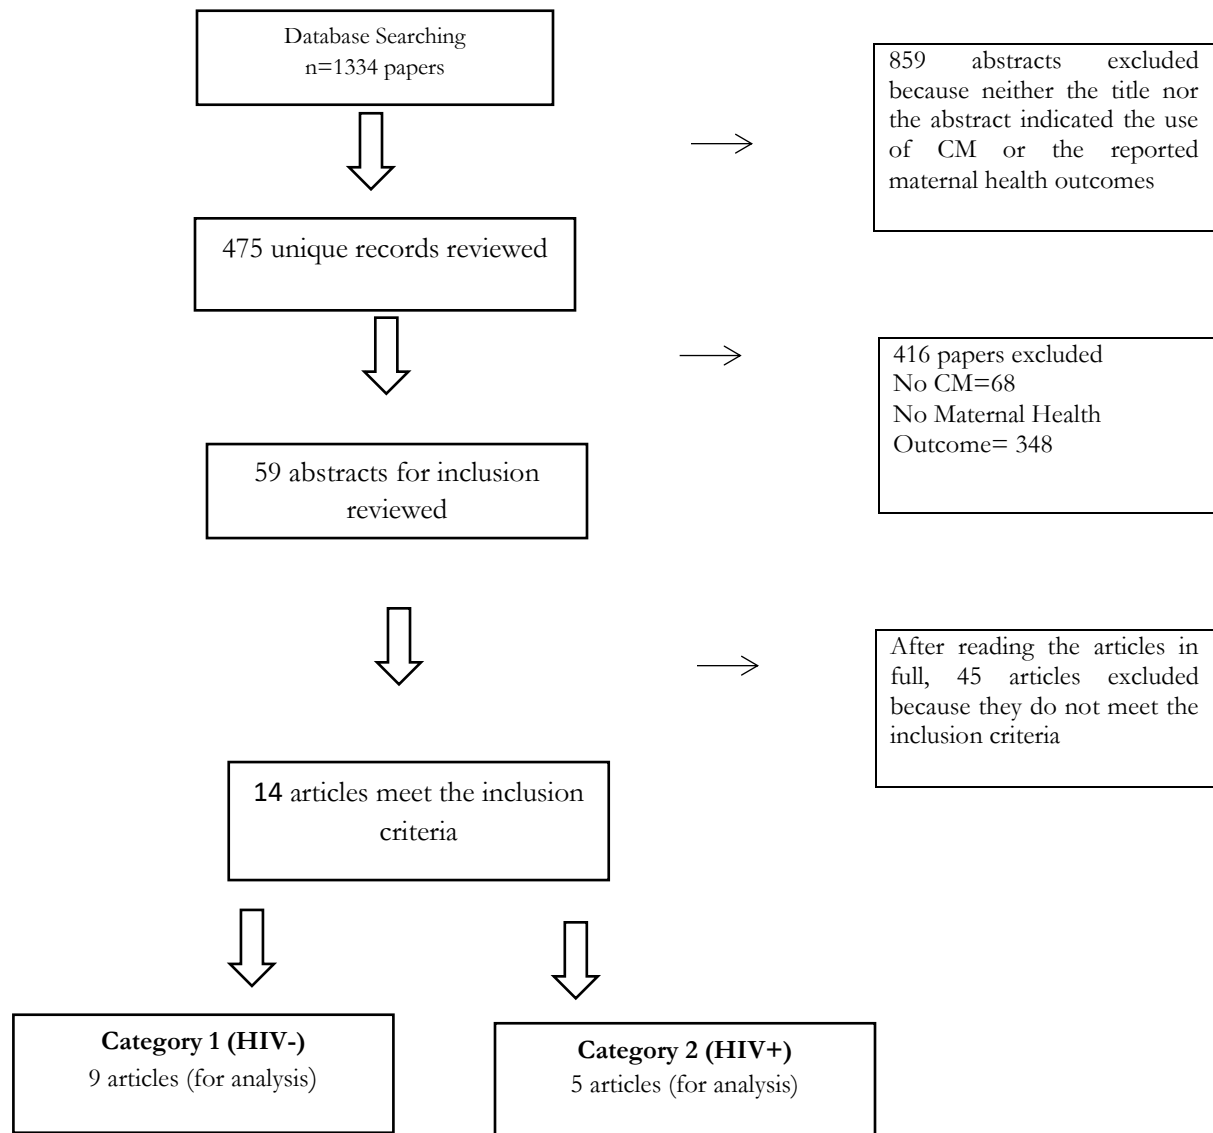 Database Searching
n=1334 papers
859 abstracts excluded
because neither the title nor
the abstract indicated the use
of CM or the reported
maternal health outcomes
475 unique records reviewed
416 papers excluded
No CM=68
No Maternal Health
Outcome= 348
59 abstracts for inclusion
reviewed
After reading the articles in
full, 45 articles excluded
because they do not meet the
inclusion criteria
14 articles meet the inclusion
criteria
Category 1 (HIV-)
9 articles (for analysis)
Category 2 (HIV+)
5 articles (for analysis)